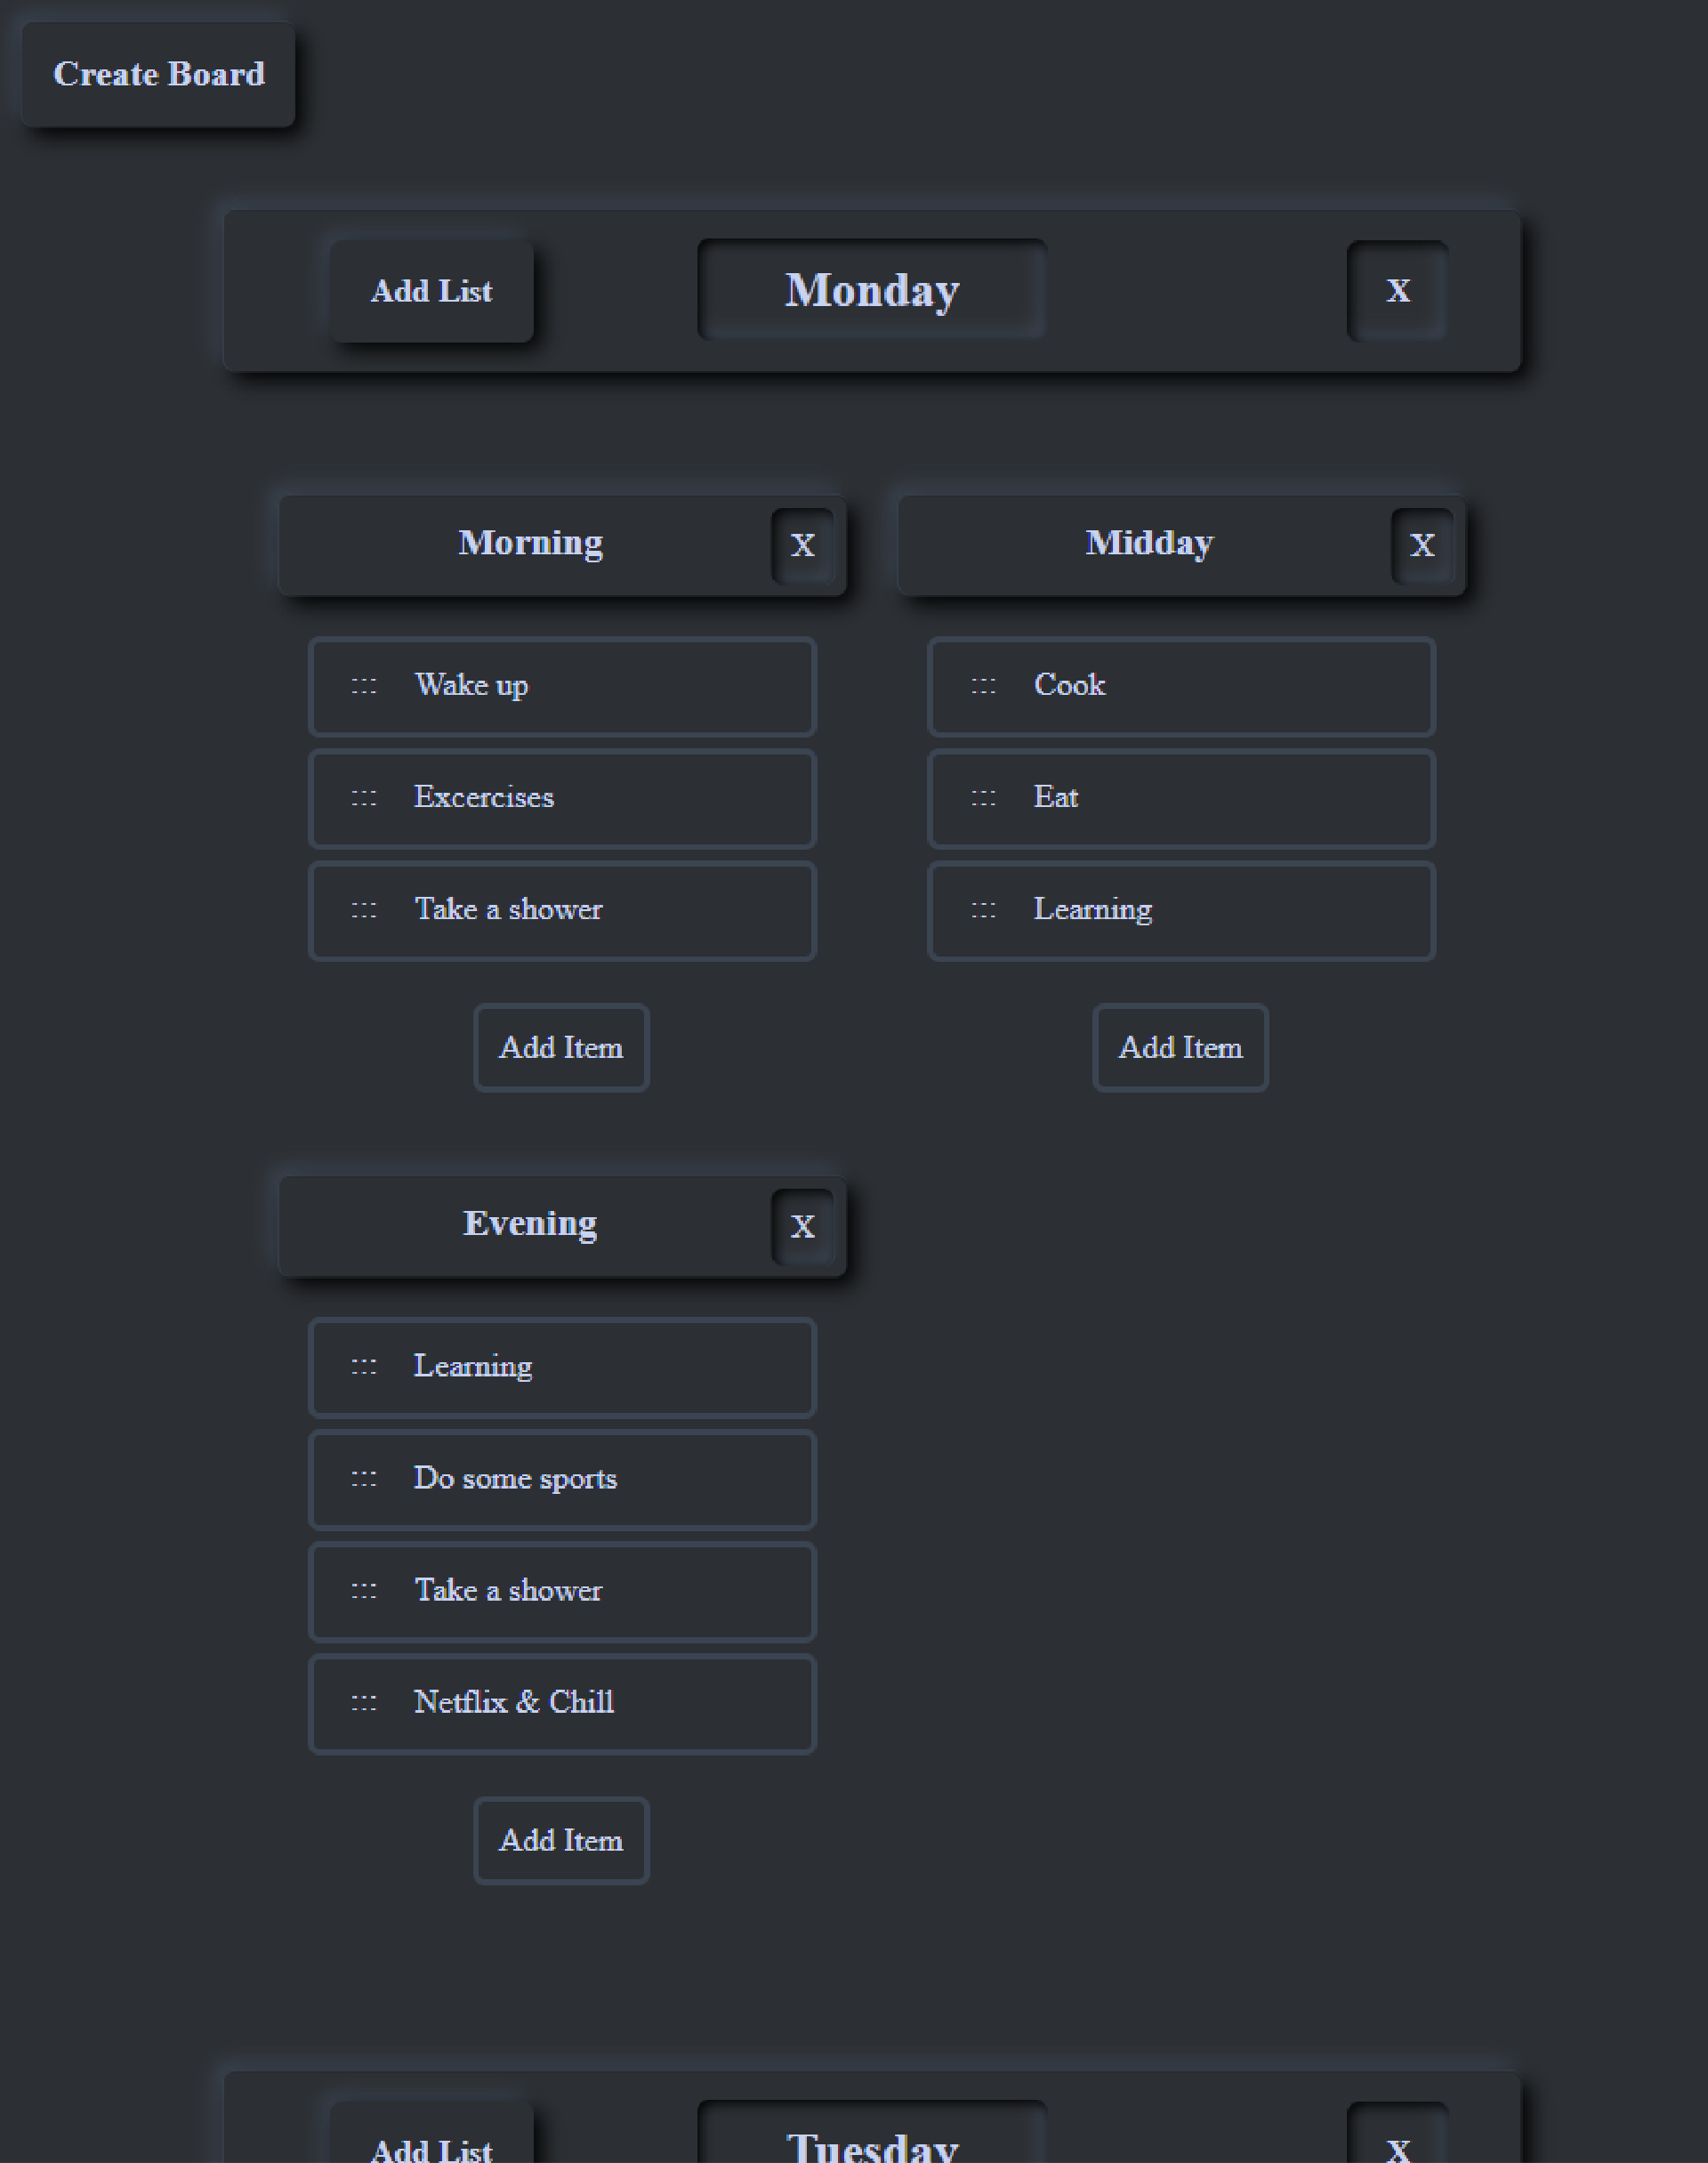 Create Board
Add List
Monday
X
Morning
X
Midday
X
::: Wake up
::: Cook
::: Excercises
::: Eat
::: Take a shower
::: Learning
Add Item
Add Item
Evening
X
::: Learning
::: Do some sports
::: Take a shower
::: Netflix & Chill
Add Item
Add List
Tuesday
X